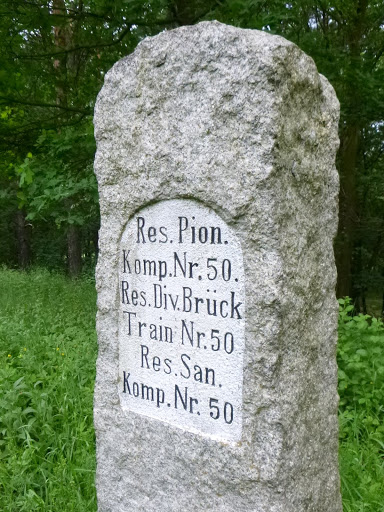 Res. Pion.
Komp. Nr. 50.
Res. Div. Brück
Train Nr. 50
Res. San.
Komp. Nr. 50